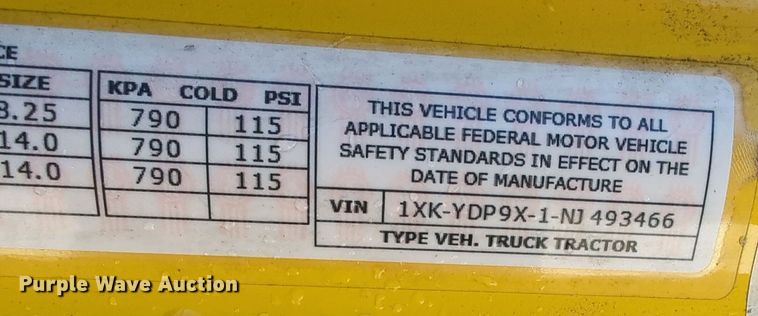 CE
SIZE
8.25
14.0
14.0
KPA COLD PSI
790 115
790 115
790 115
THIS VEHICLE CONFORMS TO ALL
APPLICABLE FEDERAL MOTOR VEHICLE
SAFETY STANDARDS IN EFFECT ON THE
DATE OF MANUFACTURE
VIN 1XK-YDP9X-1-NJ 493466
TYPE VEH. TRUCK TRACTOR
Purple Wave Auction